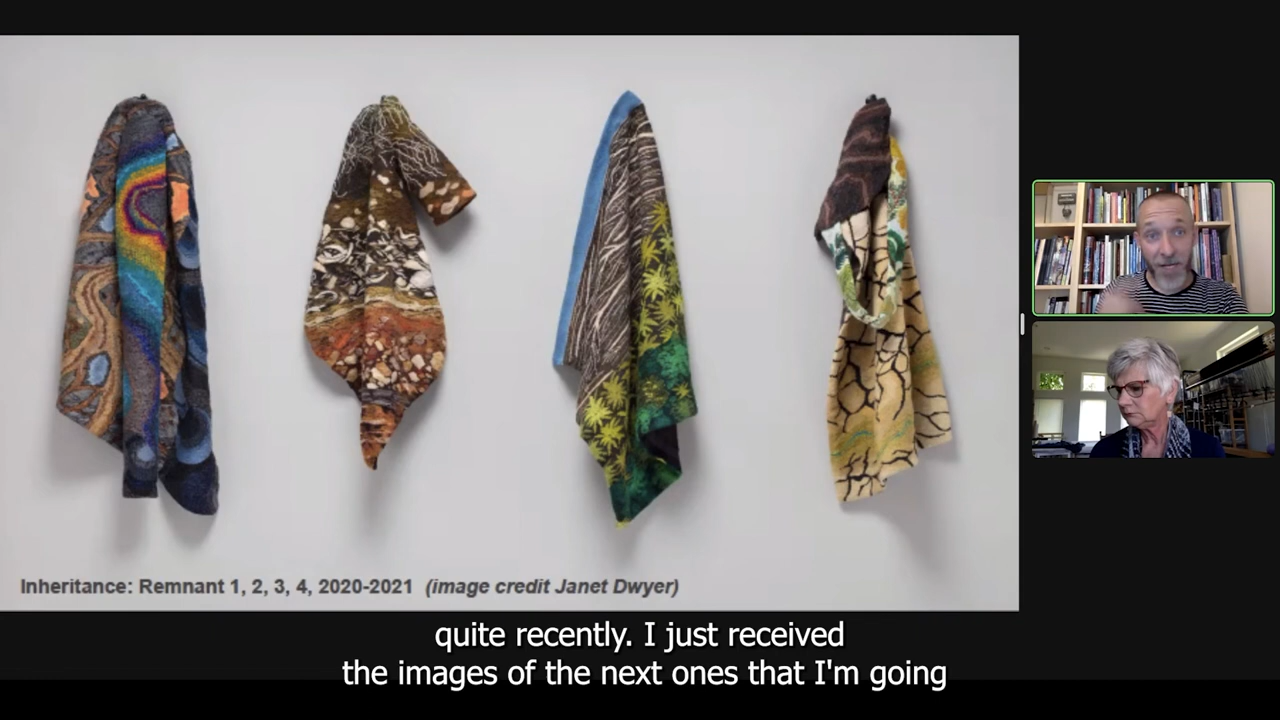 Inheritance: Remnant 1, 2, 3, 4, 2020-2021 (image credit Janet Dwyer)
quite recently. I just received
the images of the next ones that I'm going